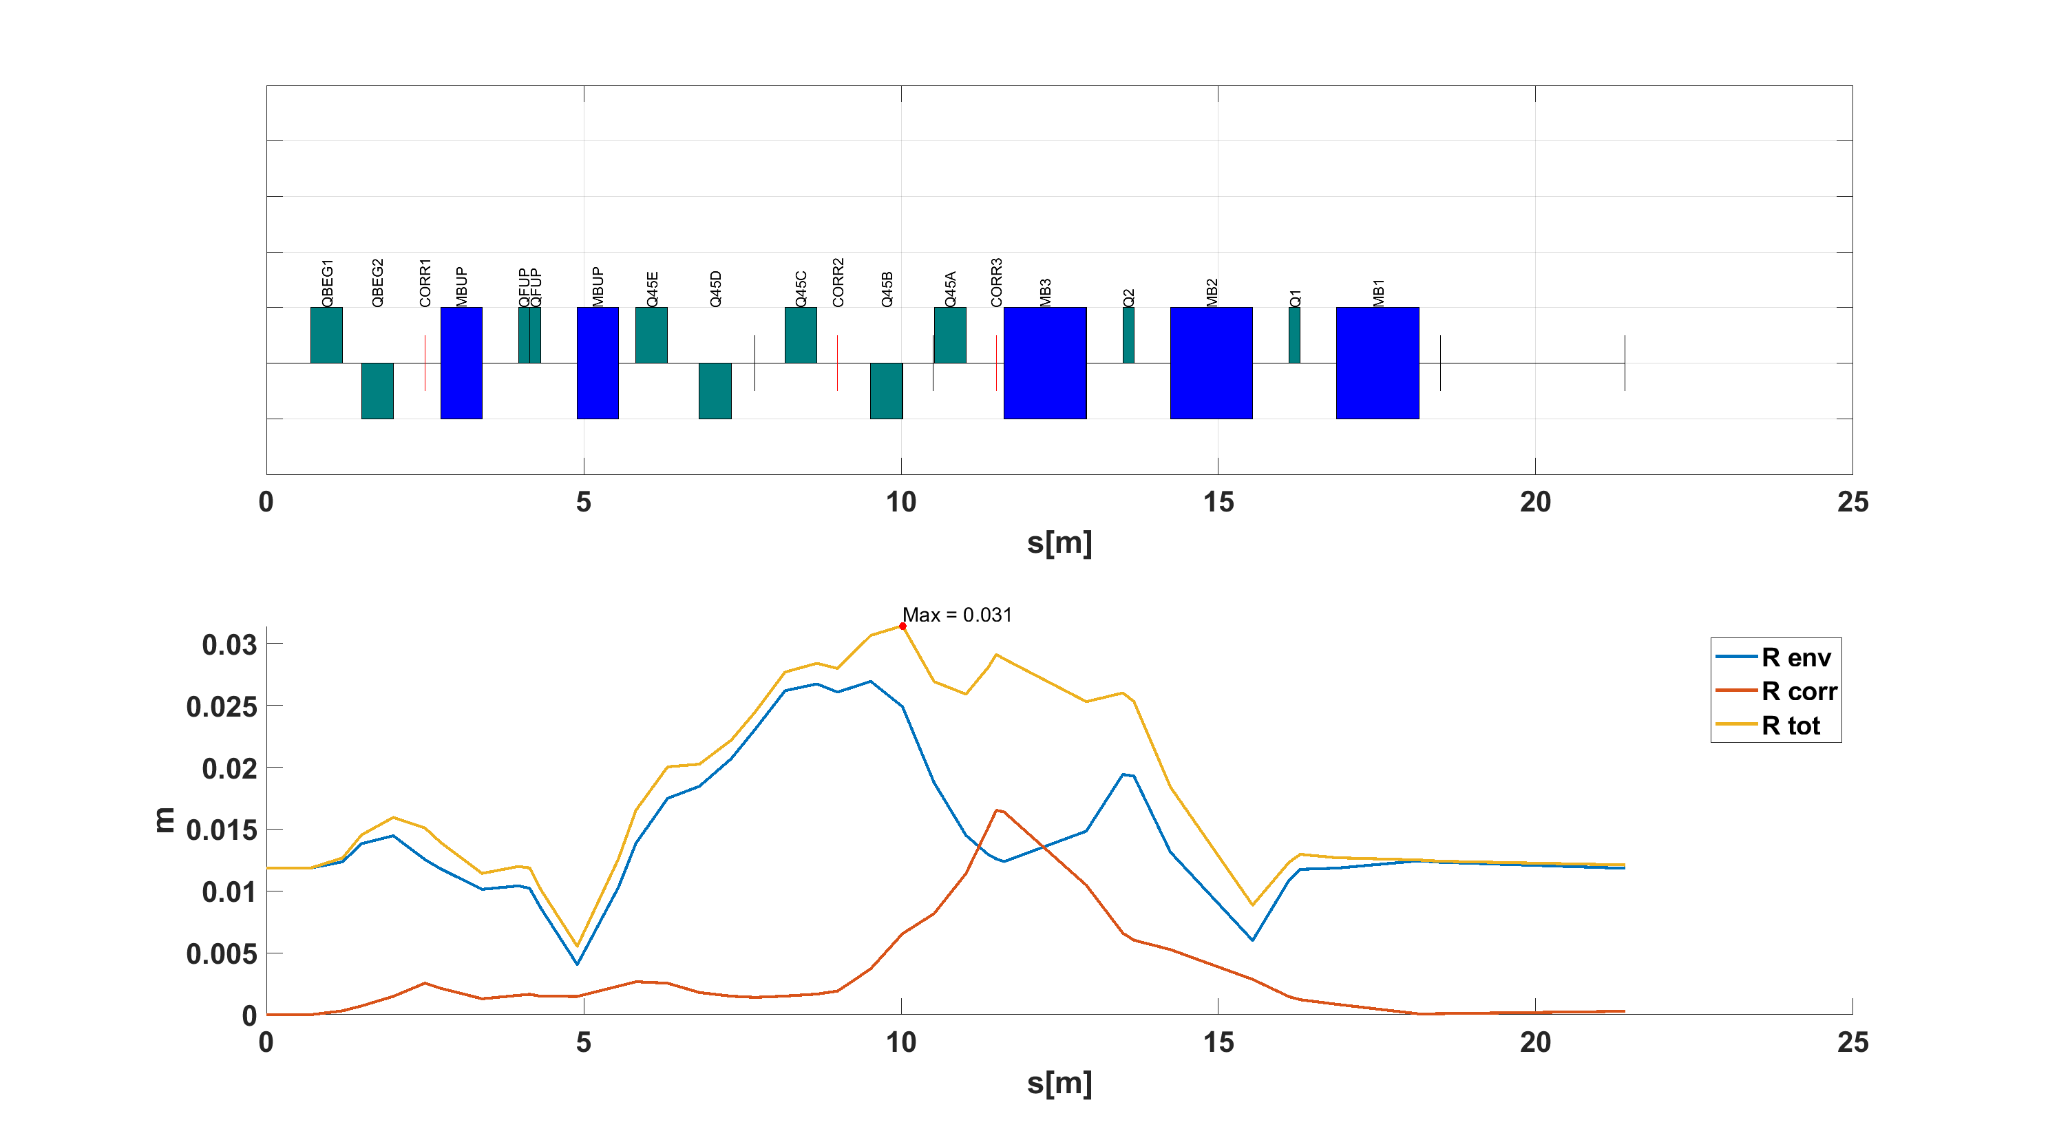 QBEG1
QBEG2
CORR1
MBUP
QFUP
QFUP
MBUP
Q45E
Q45D
Q45C
CORR2
Q45B
Q45A
CORR3
MB3
Q2
MB2
Q1
MB1
0 5 10 15 20 25
s[m]
Max = 0.031
0.03
0.025
0.02
0.015
0.01
0.005
0
m
R env
R corr
R tot
0 5 10 15 20 25
s[m]